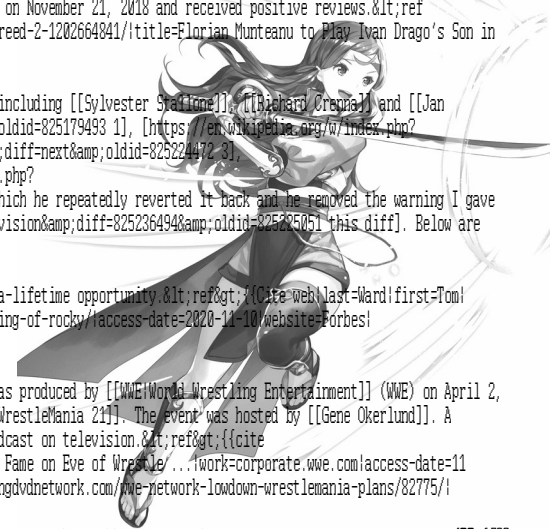 on November 21, 2018 and received positive reviews.&lt;ref
reed-2-1202664841/|title=Florian Munteanu to Play Ivan Drago's Son in
including [[Sylvester Stallone]], [[Richard Crenna]] and [[Jan
oldid=825179493 1], [https://en.wikipedia.org/w/index.php?
;diff=next&amp;oldid=825224472 3],
.php?
hich he repeatedly reverted it back and he removed the warning I gave
vision&amp;diff=825236494&amp;oldid=825225051 this diff]. Below are
a-lifetime opportunity.&lt;ref&gt;{{Cite web|last=Ward|first=Tom|
ing-of-rocky/|access-date=2020-11-10|website=Forbes|
as produced by [[WWE|World Wrestling Entertainment]] (WWE) on April 2,
WrestleMania 21]]. The event was hosted by [[Gene Okerlund]]. A
dcast on television.&lt;ref&gt;{{cite
Fame on Eve of Wrestle/...|work=corporate.wwe.com|access-date=11
ngdvdnetwork.com/wwe-network-lowdown-wrestlemania-plans/82775/|